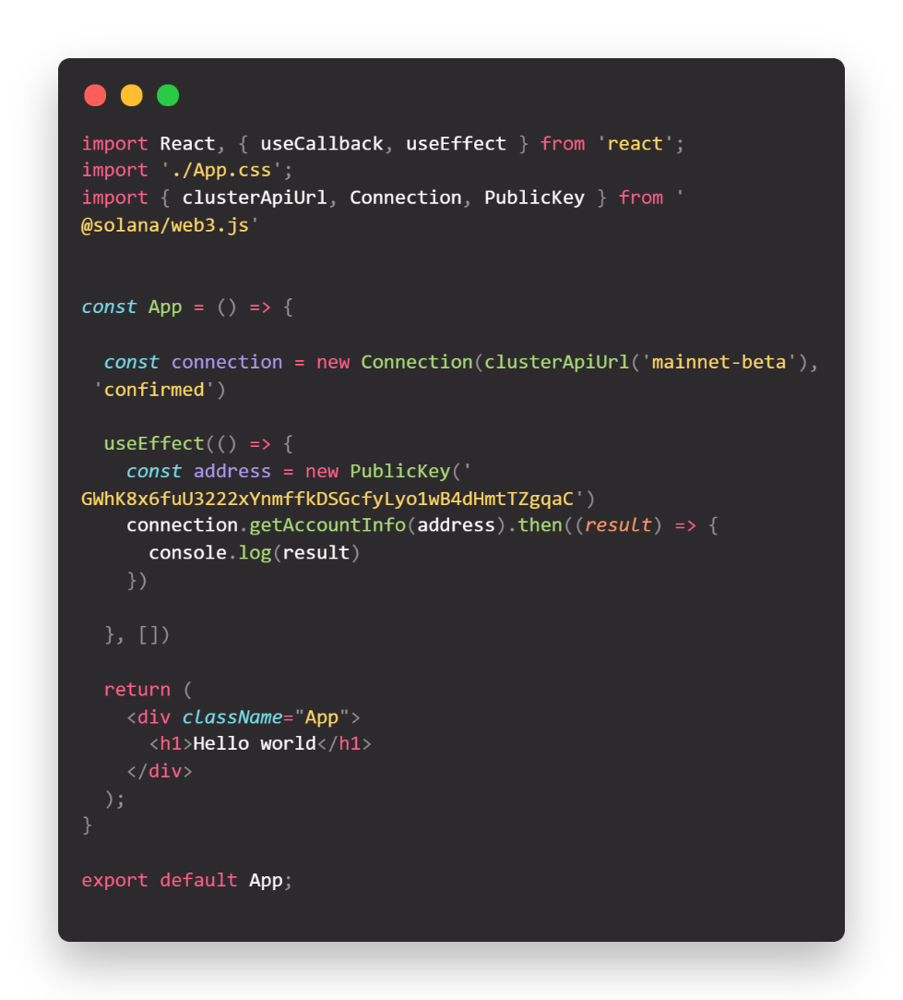 import React, { useCallback, useEffect } from 'react';
import './App.css';
import { clusterApiUrl, Connection, PublicKey } from '
@solana/web3.js'
const App = () => {
const connection = new Connection(clusterApiUrl('mainnet-beta'),
'confirmed')
useEffect(() => {
const address = new PublicKey('
GWhK8x6fuU3222xYnmffkDSGcfyLyo1wB4dHmtTZgqaC')
connection.getAccountInfo(address).then((result) => {
console.log(result)
})
}, [])
return (
<div className="App">
<h1>Hello world</h1>
</div>
);
}
export default App;